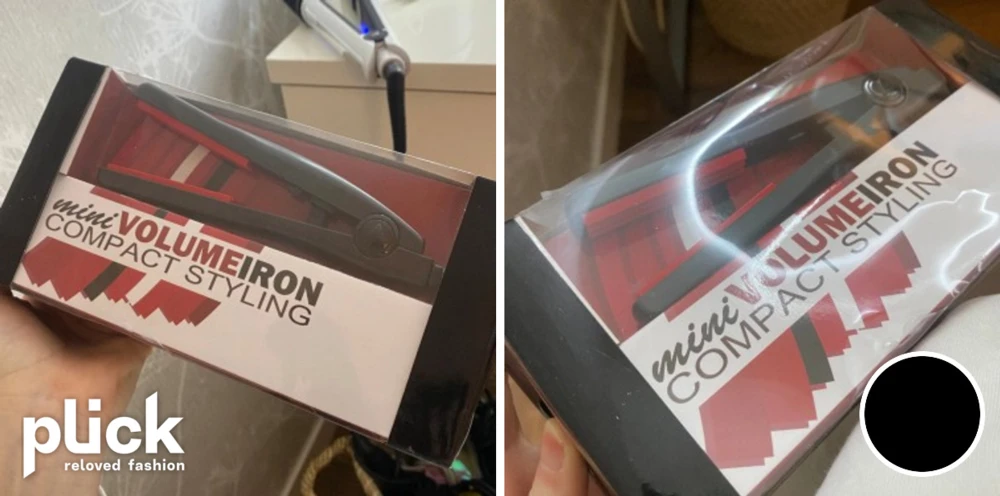 mini VOLUMEIRON
COMPACT STYLING
plick
reloved fashion
mini VOLUMEIRON
COMPACT STYLING